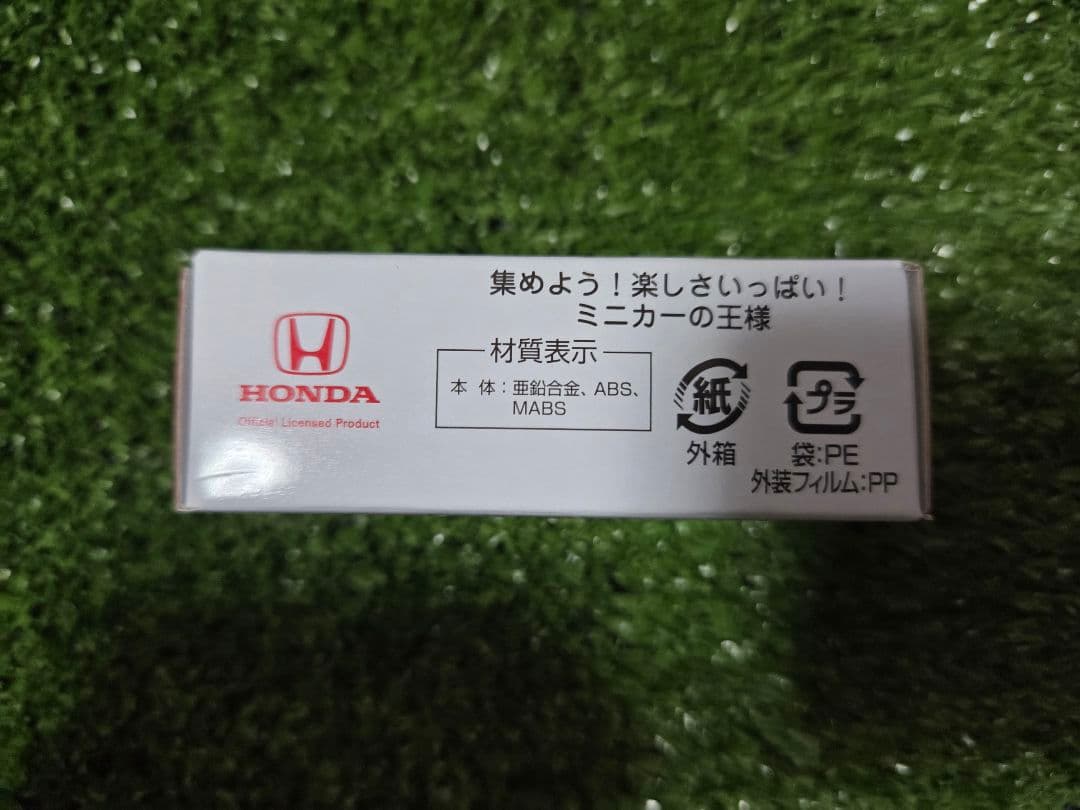 集めよう！楽しさいっぱい！
ミニカーの王様
HONDA
Official Licensed Product
材質表示
本 体：亜鉛合金、ABS、
MABS
紙
外箱
プラ
袋:PE
外装フィルム:PP